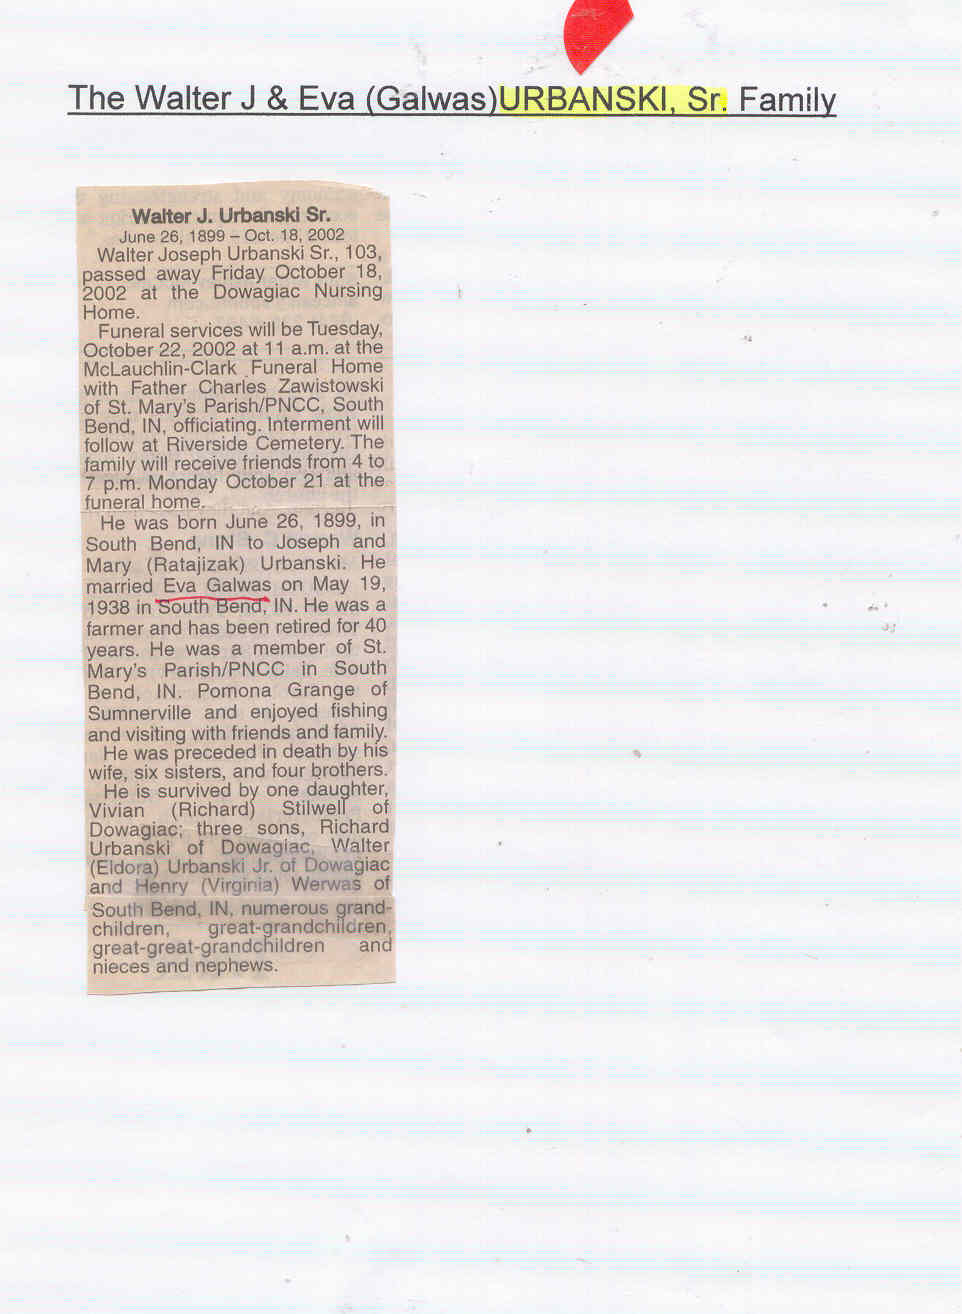 The Walter J & Eva (Galwas)URBANSKI, Sr. Family
Walter J. Urbanski Sr.
June 26, 1899 – Oct. 18, 2002
Walter Joseph Urbanski Sr., 103,
passed away Friday October 18,
2002 at the Dowagiac Nursing
Home.
Funeral services will be Tuesday,
October 22, 2002 at 11 a.m. at the
McLauchlin-Clark Funeral Home
with Father Charles Zawistowski
of St. Mary's Parish/PNCC, South
Bend, IN, officiating. Interment will
follow at Riverside Cemetery. The
family will receive friends from 4 to
7 p.m. Monday October 21 at the
funeral home.
He was born June 26, 1899, in
South Bend, IN to Joseph and
Mary (Ratajizak) Urbanski. He
married Eva Galwas on May 19,
1938 in South Bend, IN. He was a
farmer and has been retired for 40
years. He was a member of St.
Mary's Parish/PNCC in South
Bend, IN. Pomona Grange of
Sumnerville and enjoyed fishing
and visiting with friends and family.
He was preceded in death by his
wife, six sisters, and four brothers.
He is survived by one daughter,
Vivian (Richard) Stilwell of
Dowagiac; three sons, Richard
Urbanski of Dowagiac, Walter
(Eldora) Urbanski Jr. of Dowagiac
and Henry (Virginia) Werwas of
South Bend, IN, numerous grand-
children, great-grandchildren,
great-great-grandchildren and
nieces and nephews.